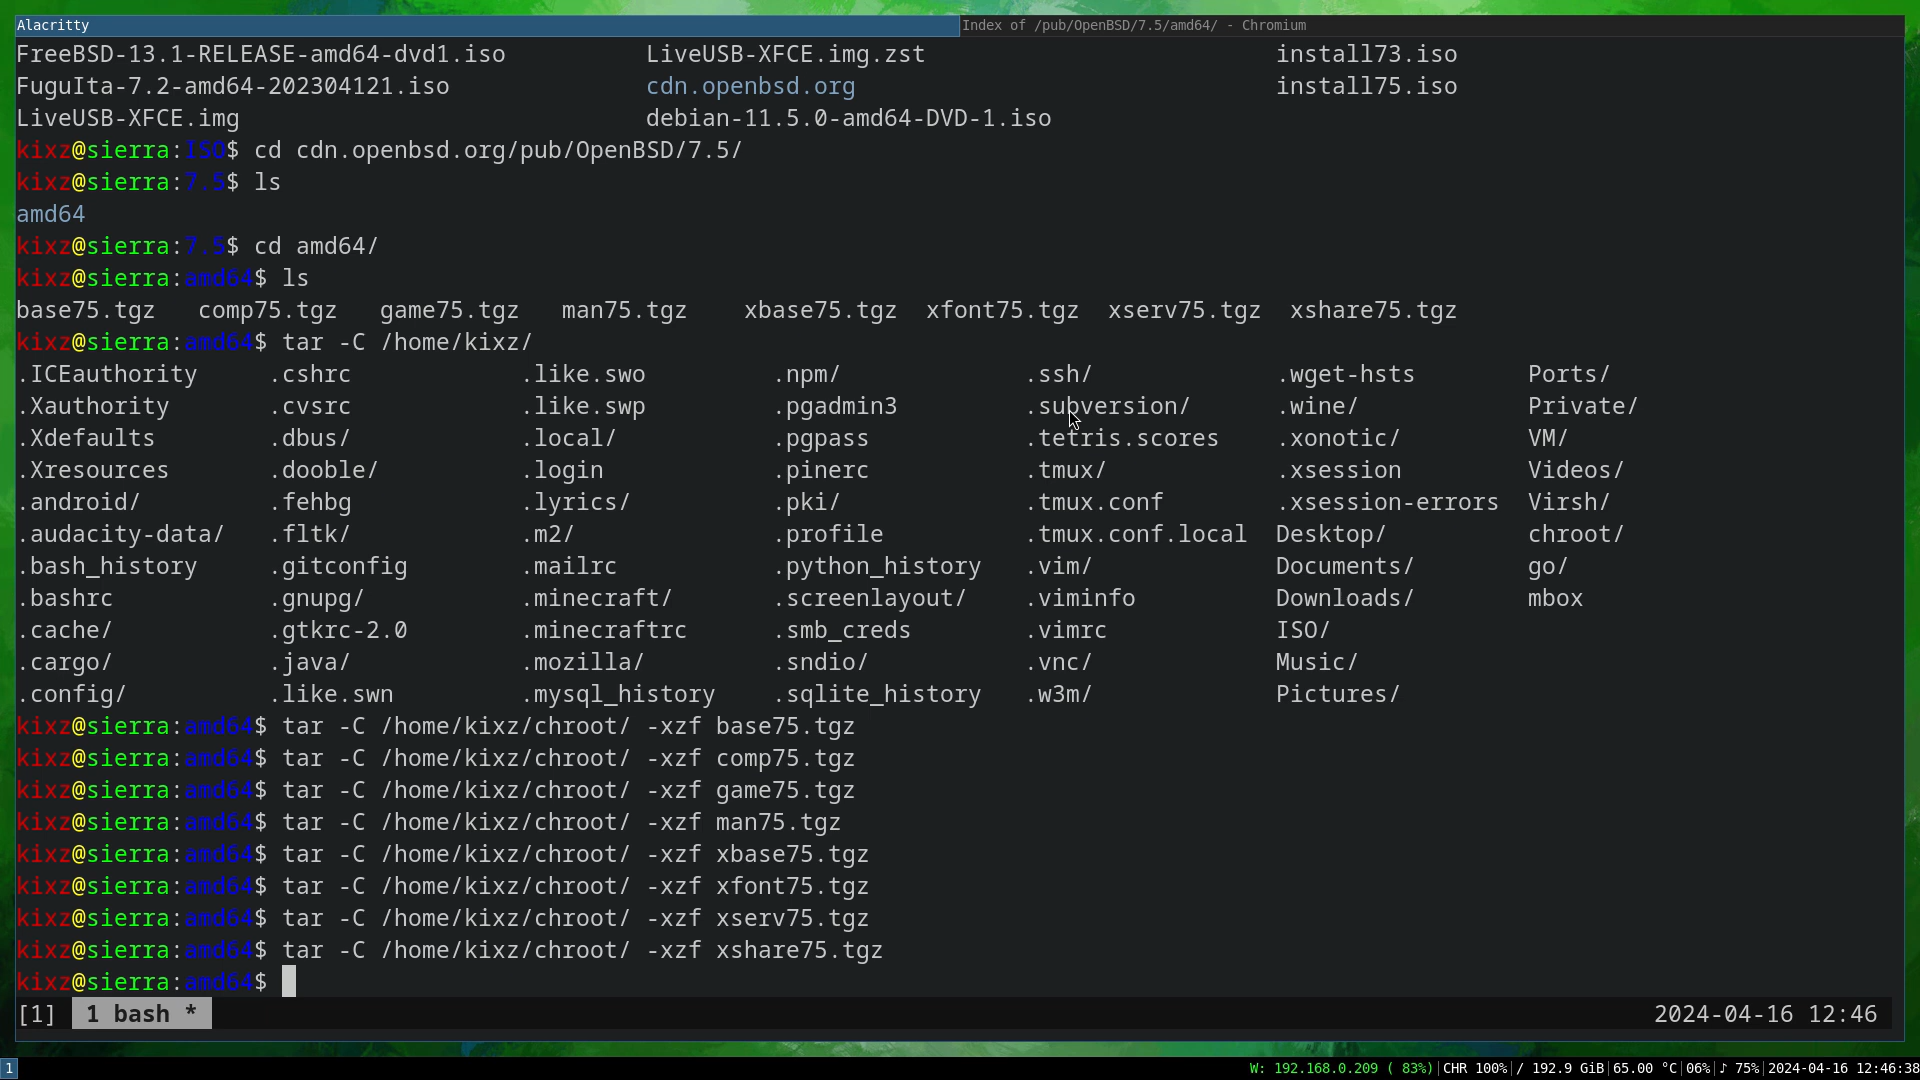 Alacritty Index of /pub/OpenBSD/7.5/amd64/ - Chromium
FreeBSD-13.1-RELEASE-amd64-dvd1.iso LiveUSB-XFCE.img.zst install73.iso
FuguIta-7.2-amd64-202304121.iso cdn.openbsd.org install75.iso
LiveUSB-XFCE.img debian-11.5.0-amd64-DVD-1.iso
kixz@sierra:ISO$ cd cdn.openbsd.org/pub/OpenBSD/7.5/
kixz@sierra:7.5$ ls
amd64
kixz@sierra:7.5$ cd amd64/
kixz@sierra:amd64$ ls
base75.tgz comp75.tgz game75.tgz man75.tgz xbase75.tgz xfont75.tgz xserv75.tgz xshare75.tgz
kixz@sierra:amd64$ tar -C /home/kixz/
.ICEauthority .cshrc .like.swo .npm/ .ssh/ .wget-hsts Ports/
.Xauthority .cvsrc .like.swp .pgadmin3 .subversion/ .wine/ Private/
.Xdefaults .dbus/ .local/ .pgpass .tetris.scores .xonotic/ VM/
.Xresources .dooble/ .login .pinerc .tmux/ .xsession Videos/
.android/ .fehbg .lyrics/ .pki/ .tmux.conf .xsession-errors Virsh/
.audacity-data/ .fltk/ .m2/ .profile .tmux.conf.local Desktop/ chroot/
.bash_history .gitconfig .mailrc .python_history .vim/ Documents/ go/
.bashrc .gnupg/ .minecraft/ .screenlayout/ .viminfo Downloads/ mbox
.cache/ .gtkrc-2.0 .minecraftrc .smb_creds .vimrc ISO/
.cargo/ .java/ .mozilla/ .sndio/ .vnc/ Music/
.config/ .like.swn .mysql_history .sqlite_history .w3m/ Pictures/
kixz@sierra:amd64$ tar -C /home/kixz/chroot/ -xzf base75.tgz
kixz@sierra:amd64$ tar -C /home/kixz/chroot/ -xzf comp75.tgz
kixz@sierra:amd64$ tar -C /home/kixz/chroot/ -xzf game75.tgz
kixz@sierra:amd64$ tar -C /home/kixz/chroot/ -xzf man75.tgz
kixz@sierra:amd64$ tar -C /home/kixz/chroot/ -xzf xbase75.tgz
kixz@sierra:amd64$ tar -C /home/kixz/chroot/ -xzf xfont75.tgz
kixz@sierra:amd64$ tar -C /home/kixz/chroot/ -xzf xserv75.tgz
kixz@sierra:amd64$ tar -C /home/kixz/chroot/ -xzf xshare75.tgz
kixz@sierra:amd64$
[1] 1 bash * 2024-04-16 12:46
1 W: 192.168.0.209 ( 83%)|CHR 100%|/ 192.9 GiB|65.00 °C|06%|♪ 75%|2024-04-16 12:46:38